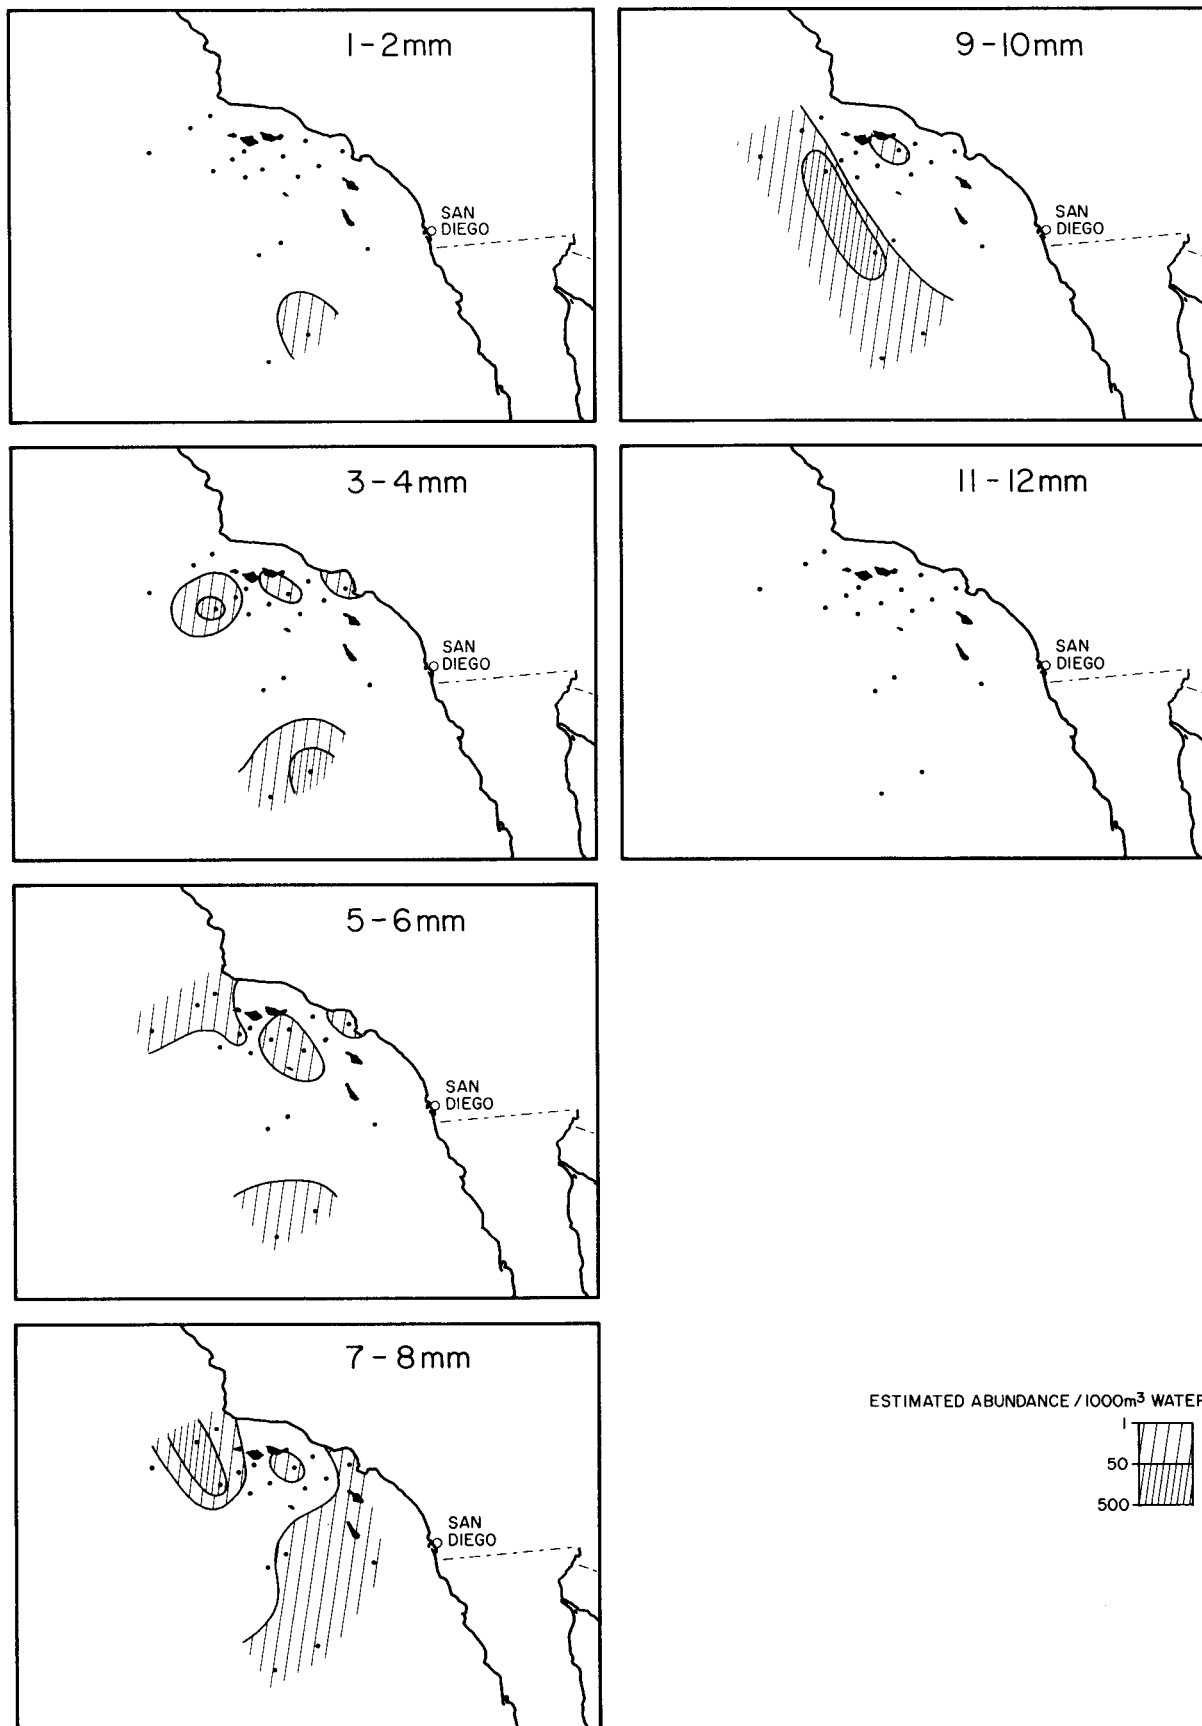 1-2mm
SAN
DIEGO
9-10mm
SAN
DIEGO
3-4mm
SAN
DIEGO
11-12mm
SAN
DIEGO
5-6mm
SAN
DIEGO
7-8mm
SAN
DIEGO
ESTIMATED ABUNDANCE/1000m³ WATER
1
50
500